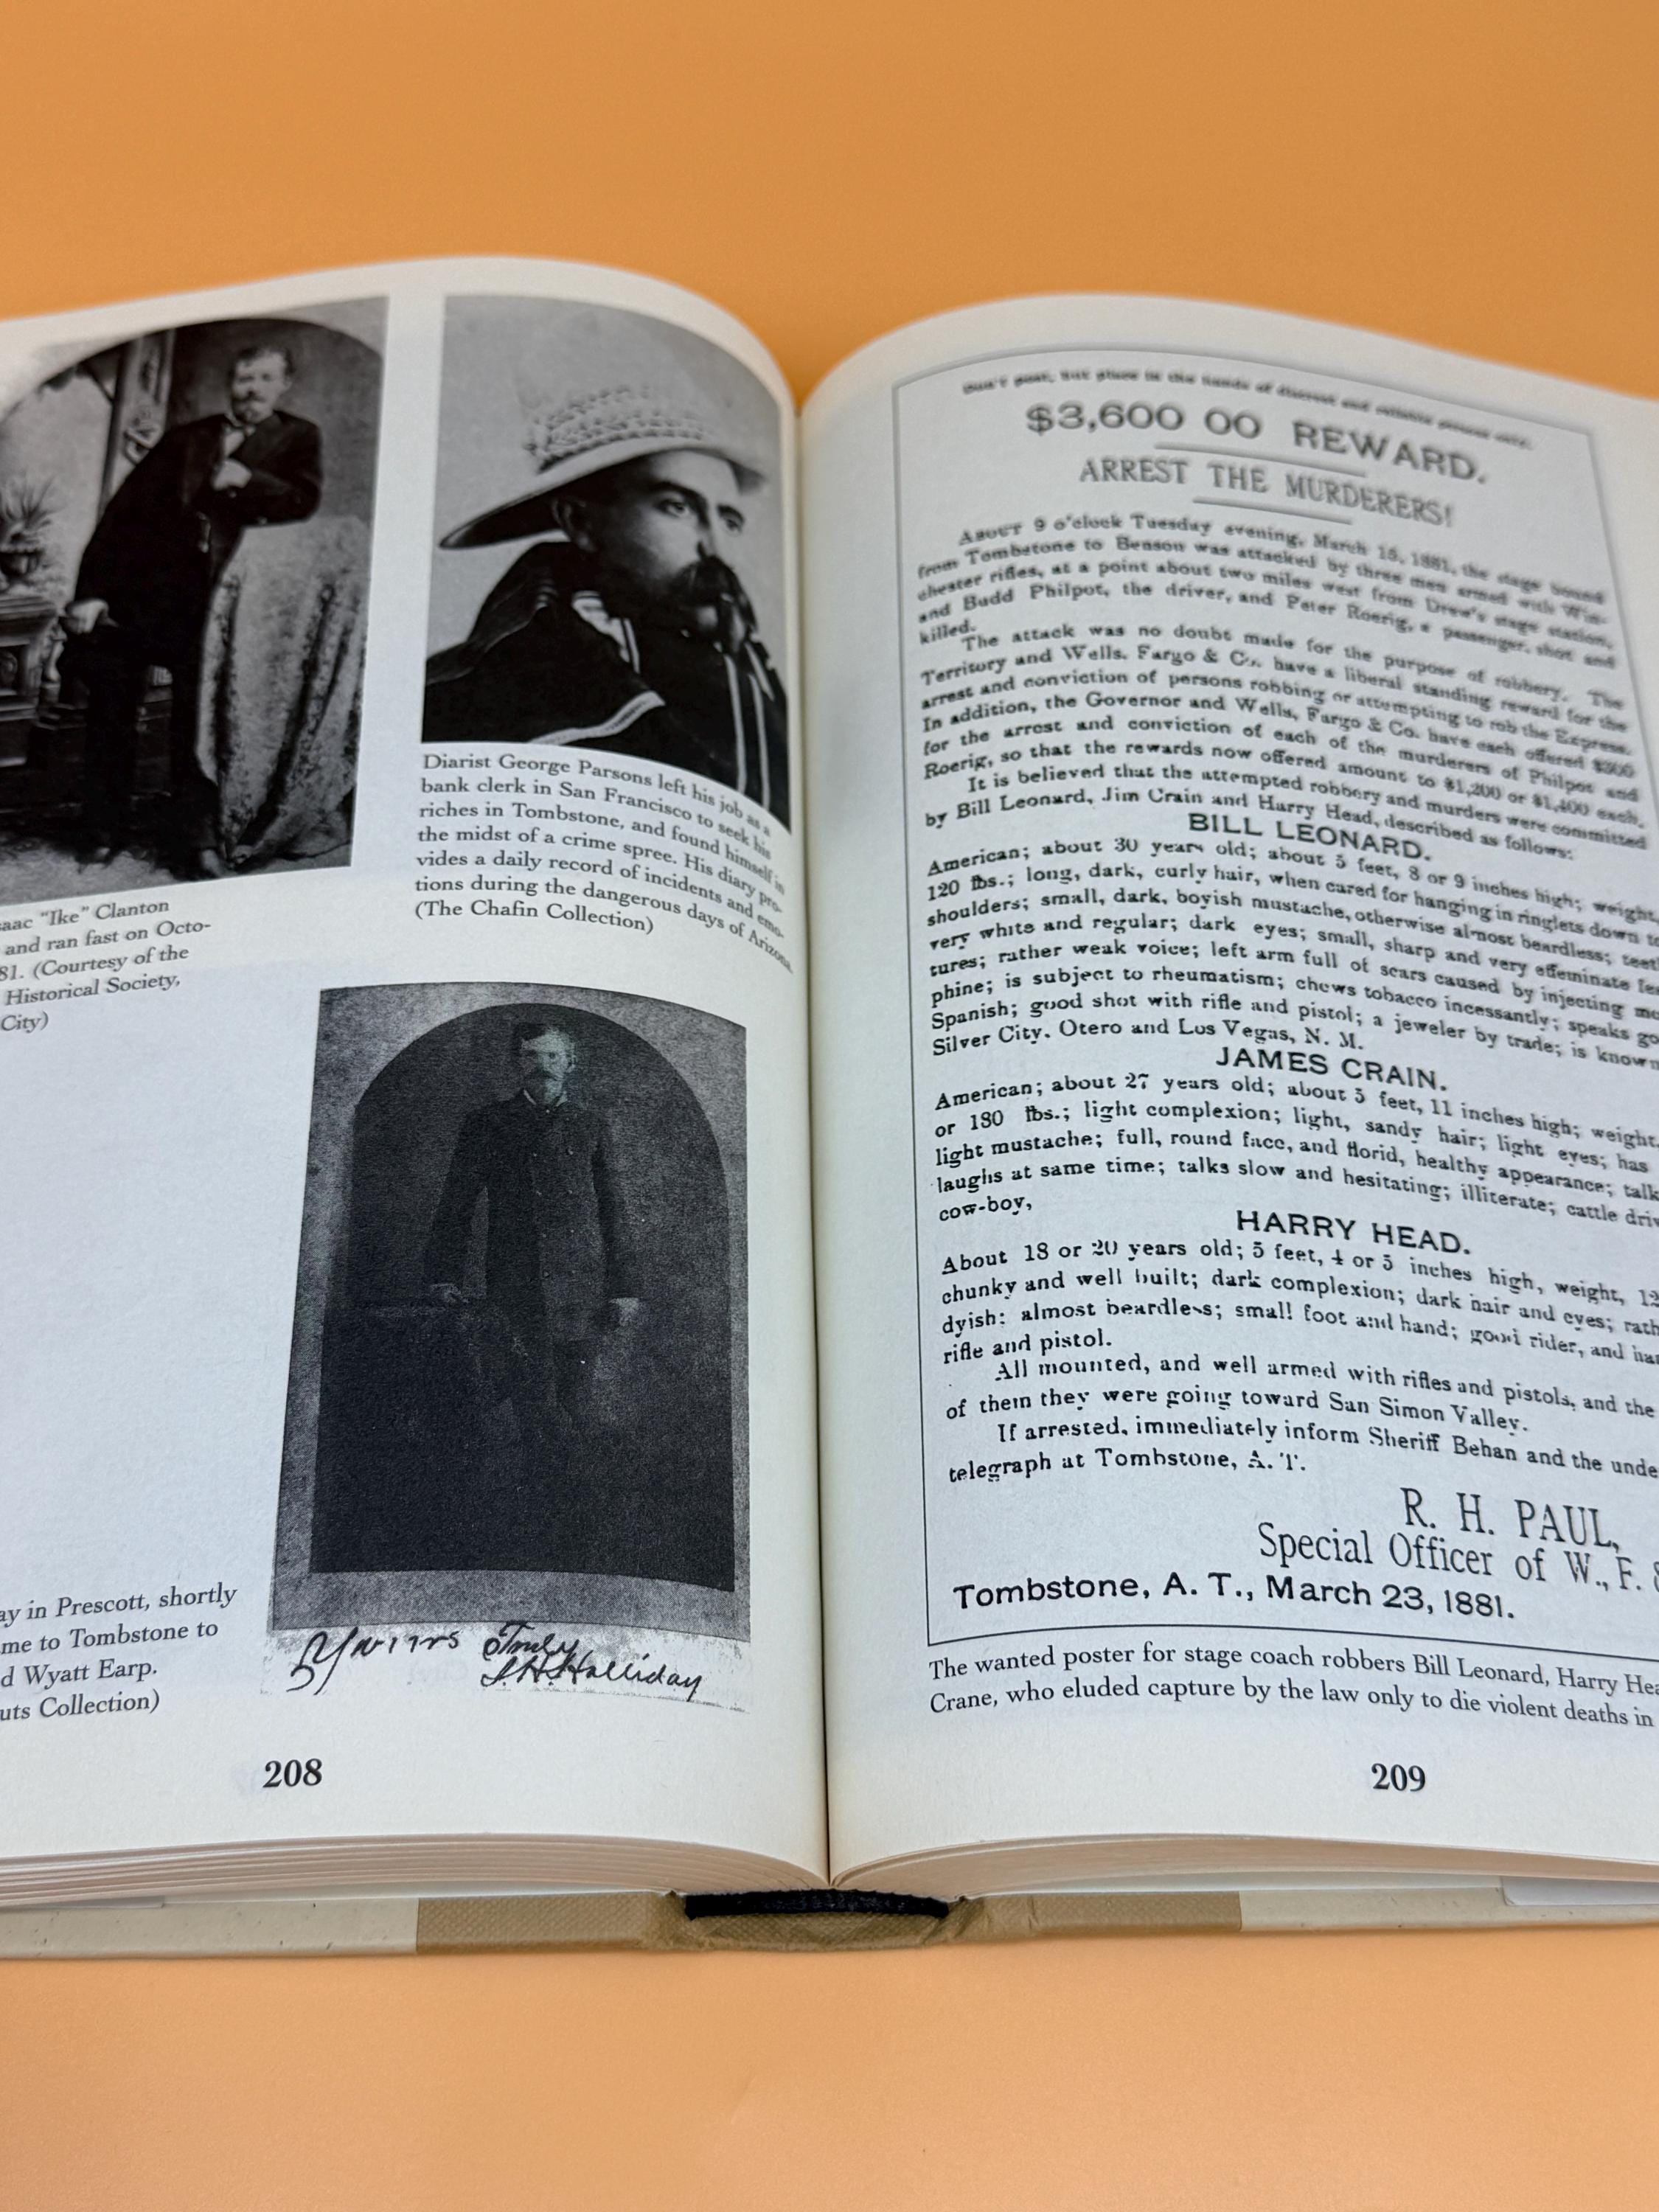 aac "Ike" Clanton
and ran fast on Octo-
81. (Courtesy of the
Historical Society,
City)
Diarist George Parsons left his job as a
bank clerk in San Francisco to seek his
riches in Tombstone, and found himself in
the midst of a crime spree. His diary pro-
vides a daily record of incidents and emo-
tions during the dangerous days of Arizona.
(The Chafin Collection)
ay in Prescott, shortly
me to Tombstone to
d Wyatt Earp.
uts Collection)
Yours Truly
J.H.Holliday
208
Don't post, but place in the hands of discreet and reliable persons only.
$3,600 00 REWARD.
ARREST THE MURDERERS!
ABOUT 9 o'clock Tuesday evening, March 15, 1881, the stage bound
from Tombstone to Benson was attacked by three men armed with Win-
chester rifles, at a point about two miles west from Drew's stage station,
and Budd Philpot, the driver, and Peter Roerig, a passenger, shot and
killed.
The attack was no doubt made for the purpose of robbery. The
Territory and Wells, Fargo & Co. have a liberal standing reward for the
arrest and conviction of persons robbing or attempting to rob the Express.
In addition, the Governor and Wells, Fargo & Co. have each offered $300
for the arrest and conviction of each of the murderers of Philpot and
Roerig, so that the rewards now offered amount to $1,200 or $1,400 each.
It is believed that the attempted robbery and murders were committed
by Bill Leonard, Jim Crain and Harry Head, described as follows:
BILL LEONARD.
American; about 30 years old; about 5 feet, 8 or 9 inches high; weight,
120 lbs.; long, dark, curly hair, when cared for hanging in ringlets down to
shoulders; small, dark, boyish mustache, otherwise almost beardless; teeth
very white and regular; dark eyes; small, sharp and very effeminate fea
tures; rather weak voice; left arm full of scars caused by injecting mo
phine; is subject to rheumatism; chews tobacco incessantly; speaks go
Spanish; good shot with rifle and pistol; a jeweler by trade; is known
Silver City, Otero and Los Vegas, N. M.
JAMES CRAIN.
American; about 27 years old; about 5 feet, 11 inches high; weight,
or 180 lbs.; light complexion; light, sandy hair; light eyes; has
light mustache; full, round face, and florid, healthy appearance; talk
laughs at same time; talks slow and hesitating; illiterate; cattle driv
cow-boy,
HARRY HEAD.
About 18 or 20 years old; 5 feet, 4 or 5 inches high, weight, 12
chunky and well built; dark complexion; dark hair and eyes; rath
dyish; almost beardless; small foot and hand; good rider, and ha
rifle and pistol.
All mounted, and well armed with rifles and pistols, and the
of them they were going toward San Simon Valley.
If arrested, immediately inform Sheriff Behan and the unde
telegraph at Tombstone, A. T.
R. H. PAUL,
Special Officer of W., F. &
Tombstone, A. T., March 23, 1881.
The wanted poster for stage coach robbers Bill Leonard, Harry Hea
Crane, who eluded capture by the law only to die violent deaths in
209